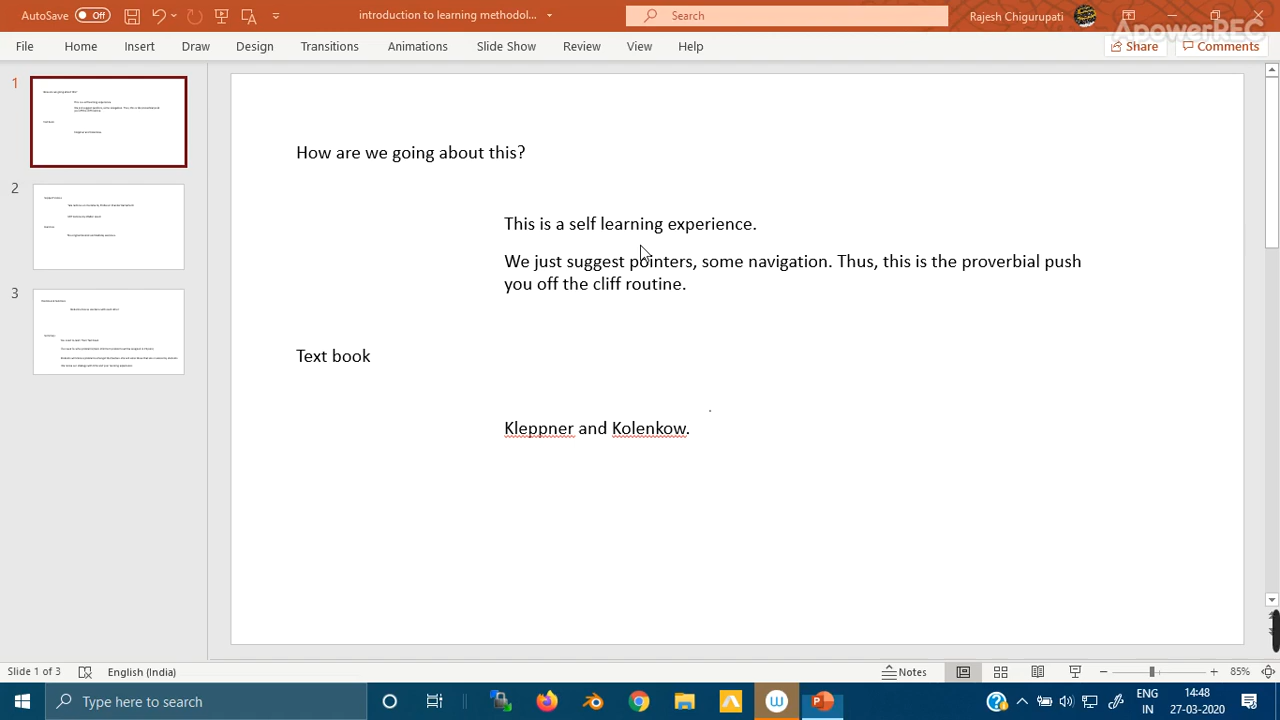 AutoSave Off introduction to learning methodol... Search Rajesh Chigurupati
ApowerREC
File Home Insert Draw Design Transitions Animations Slide Show Review View Help Share Comments
1
2
3
How are we going about this?
This is a self learning experience.
We just suggest pointers, some navigation. Thus, this is the proverbial push
you off the cliff routine.
Text book
Kleppner and Kolenkow.
Slide 1 of 3 English (India) Notes 85%
Type here to search
ENG 14:48
IN 27-03-2020